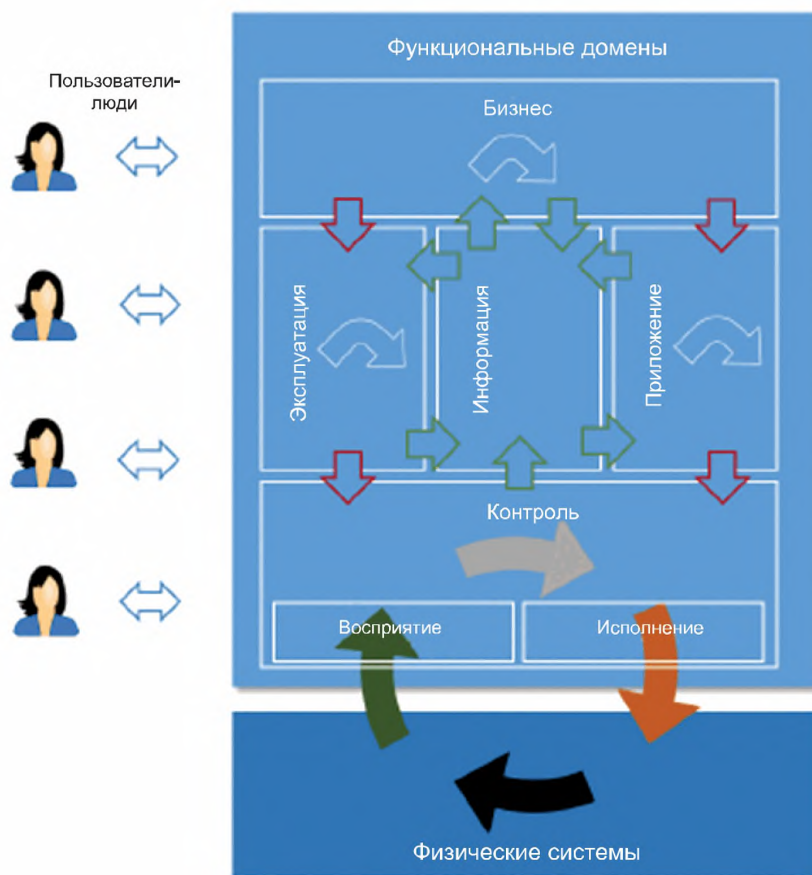 Функциональные домены
Пользователи-
люди
Бизнес
Эксплуатация
Информация
Приложение
Контроль
Восприятие
Исполнение
Физические системы